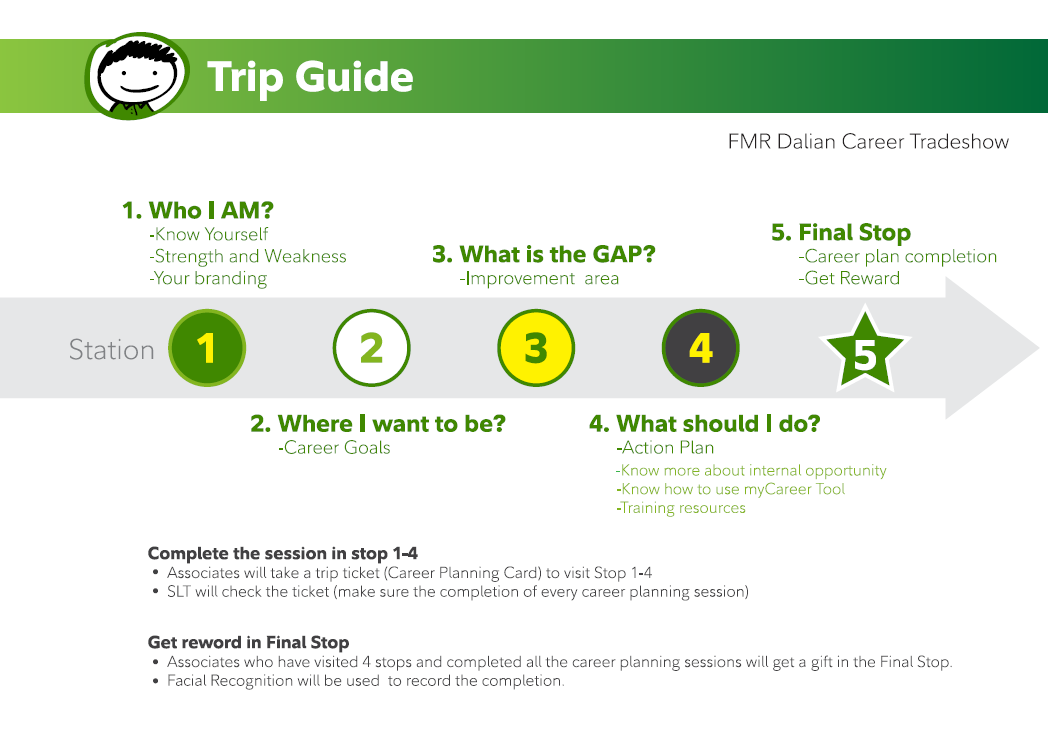 Trip Guide
FMR Dalian Career Tradeshow
1. Who I AM?
-Know Yourself
-Strength and Weakness
-Your branding
3. What is the GAP?
-Improvement area
5. Final Stop
-Career plan completion
-Get Reward
Station 1 2 3 4 5
2. Where I want to be?
-Career Goals
4. What should I do?
-Action Plan
-Know more about internal opportunity
-Know how to use myCareer Tool
-Training resources
Complete the session in stop 1-4
• Associates will take a trip ticket (Career Planning Card) to visit Stop 1-4
• SLT will check the ticket (make sure the completion of every career planning session)
Get reword in Final Stop
• Associates who have visited 4 stops and completed all the career planning sessions will get a gift in the Final Stop.
• Facial Recognition will be used to record the completion.